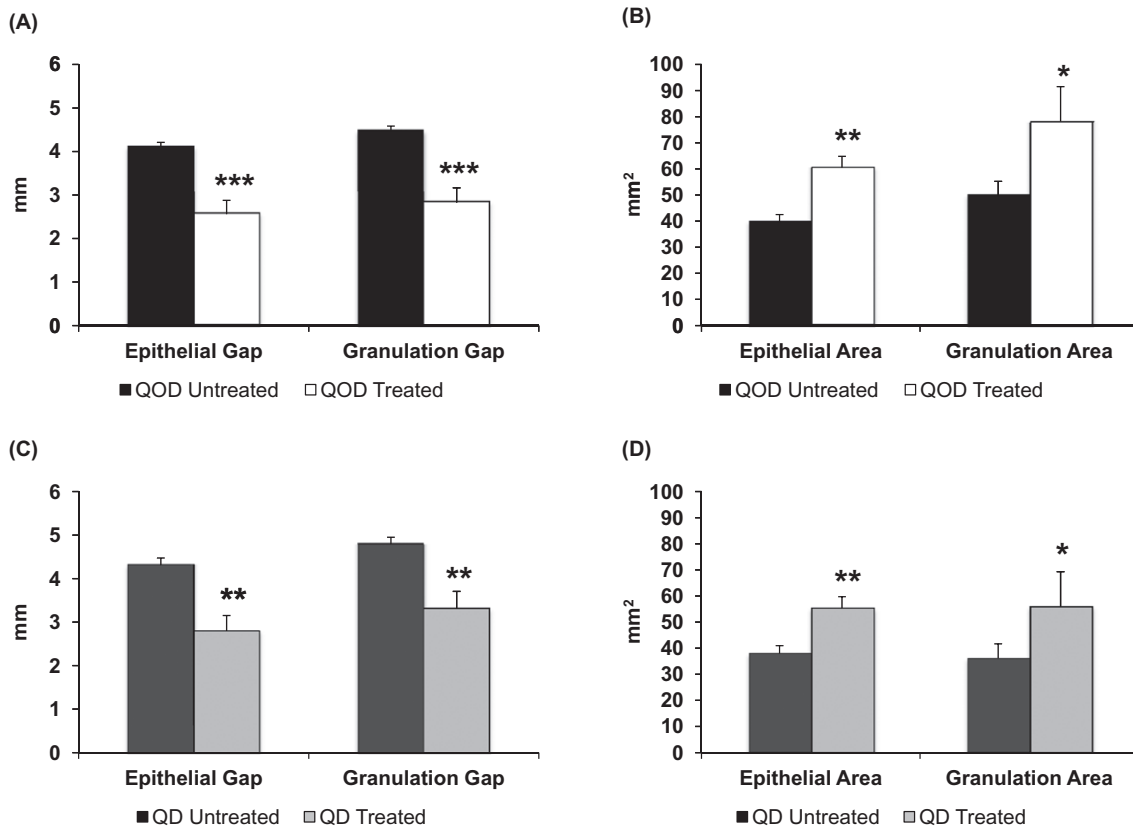 (A)
6
5
4
3
2
1
0
mm
***
***
Epithelial Gap Granulation Gap
QOD Untreated QOD Treated
(B)
100
90
80
70
60
50
40
30
20
10
0
mm²
**
*
Epithelial Area Granulation Area
QOD Untreated QOD Treated
(C)
6
5
4
3
2
1
0
mm
**
**
Epithelial Gap Granulation Gap
QD Untreated QD Treated
(D)
100
90
80
70
60
50
40
30
20
10
0
mm²
**
*
Epithelial Area Granulation Area
QD Untreated QD Treated